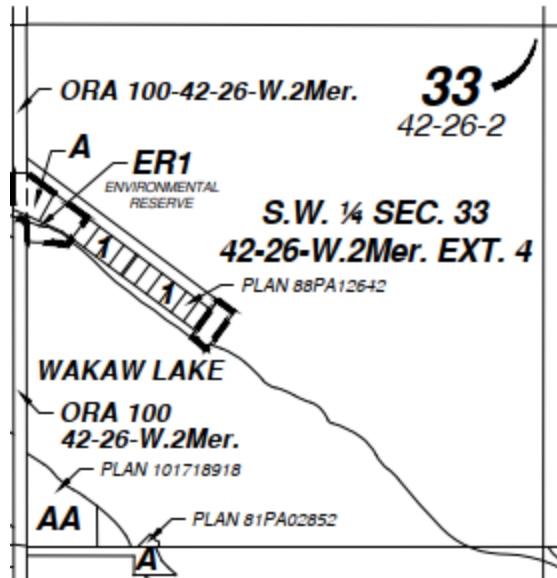 ORA 100-42-26-W.2Mer.
33
42-26-2
A
ER1
ENVIRONMENTAL
RESERVE
S.W. ¼ SEC. 33
42-26-W.2Mer. EXT. 4
PLAN 88PA12642
1
1
WAKAW LAKE
ORA 100
42-26-W.2Mer.
PLAN 101718918
AA
PLAN 81PA02852
A